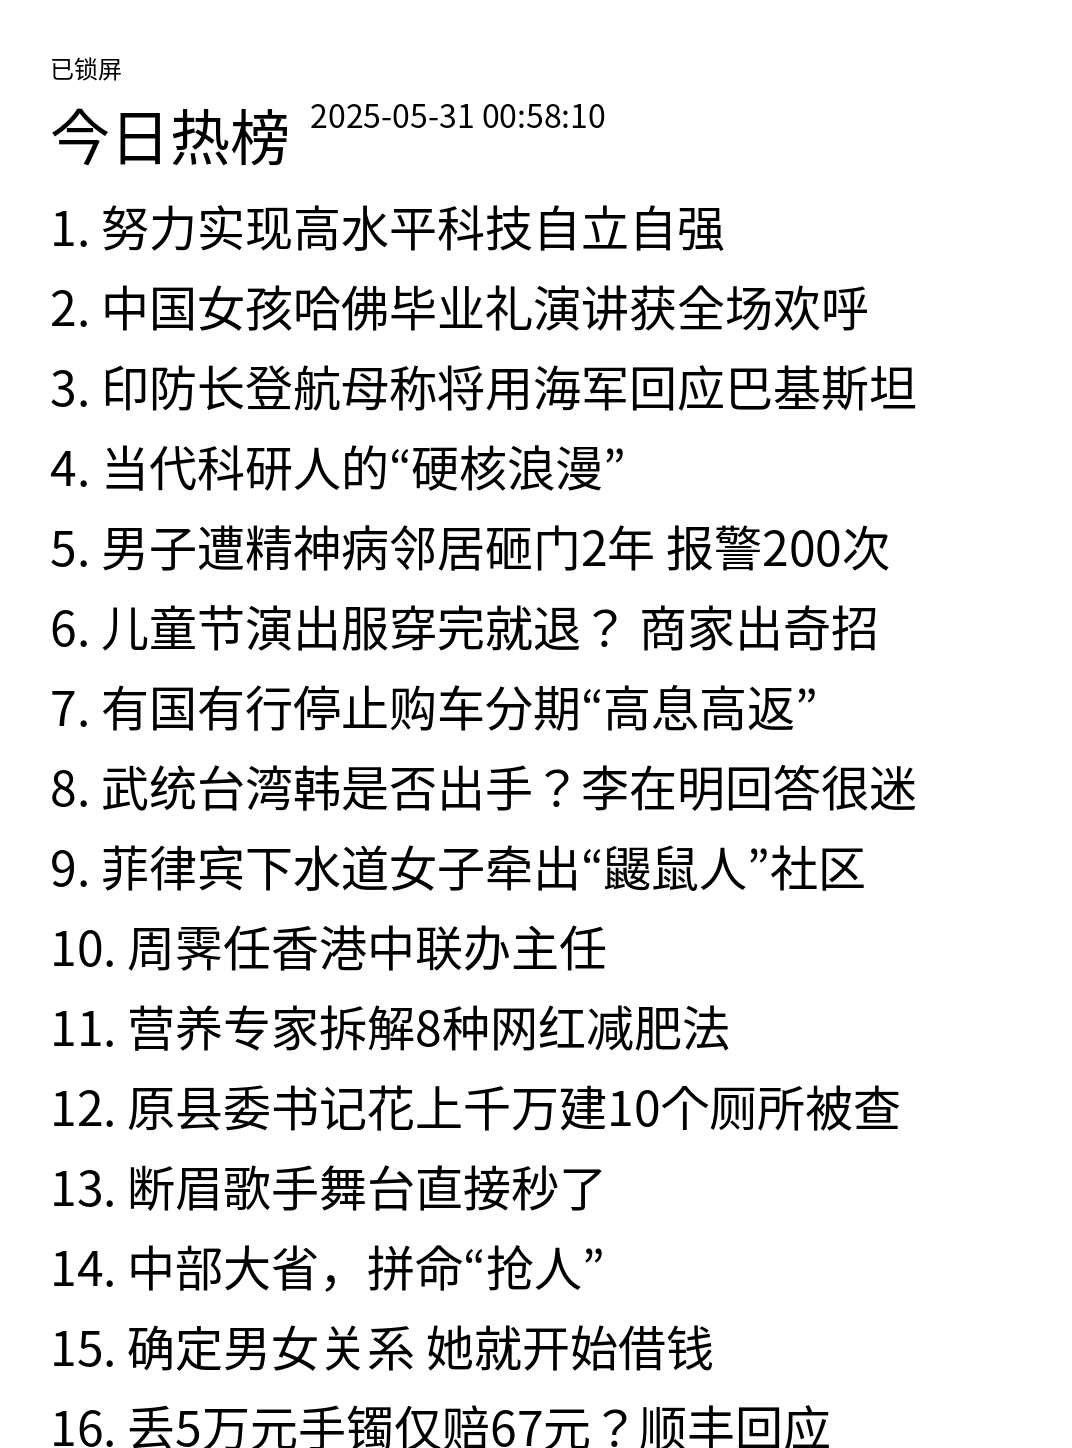 已锁屏
今日热榜 2025-05-31 00:58:10
1. 努力实现高水平科技自立自强
2. 中国女孩哈佛毕业礼演讲获全场欢呼
3. 印防长登航母称将用海军回应巴基斯坦
4. 当代科研人的“硬核浪漫”
5. 男子遭精神病邻居砸门2年 报警200次
6. 儿童节演出服穿完就退？ 商家出奇招
7. 有国有行停止购车分期“高息高返”
8. 武统台湾韩是否出手？李在明回答很迷
9. 菲律宾下水道女子牵出“鼹鼠人”社区
10. 周霁任香港中联办主任
11. 营养专家拆解8种网红减肥法
12. 原县委书记花上千万建10个厕所被查
13. 断眉歌手舞台直接秒了
14. 中部大省，拼命“抢人”
15. 确定男女关系 她就开始借钱
16. 丢5万元手镯仅赔67元？顺丰回应